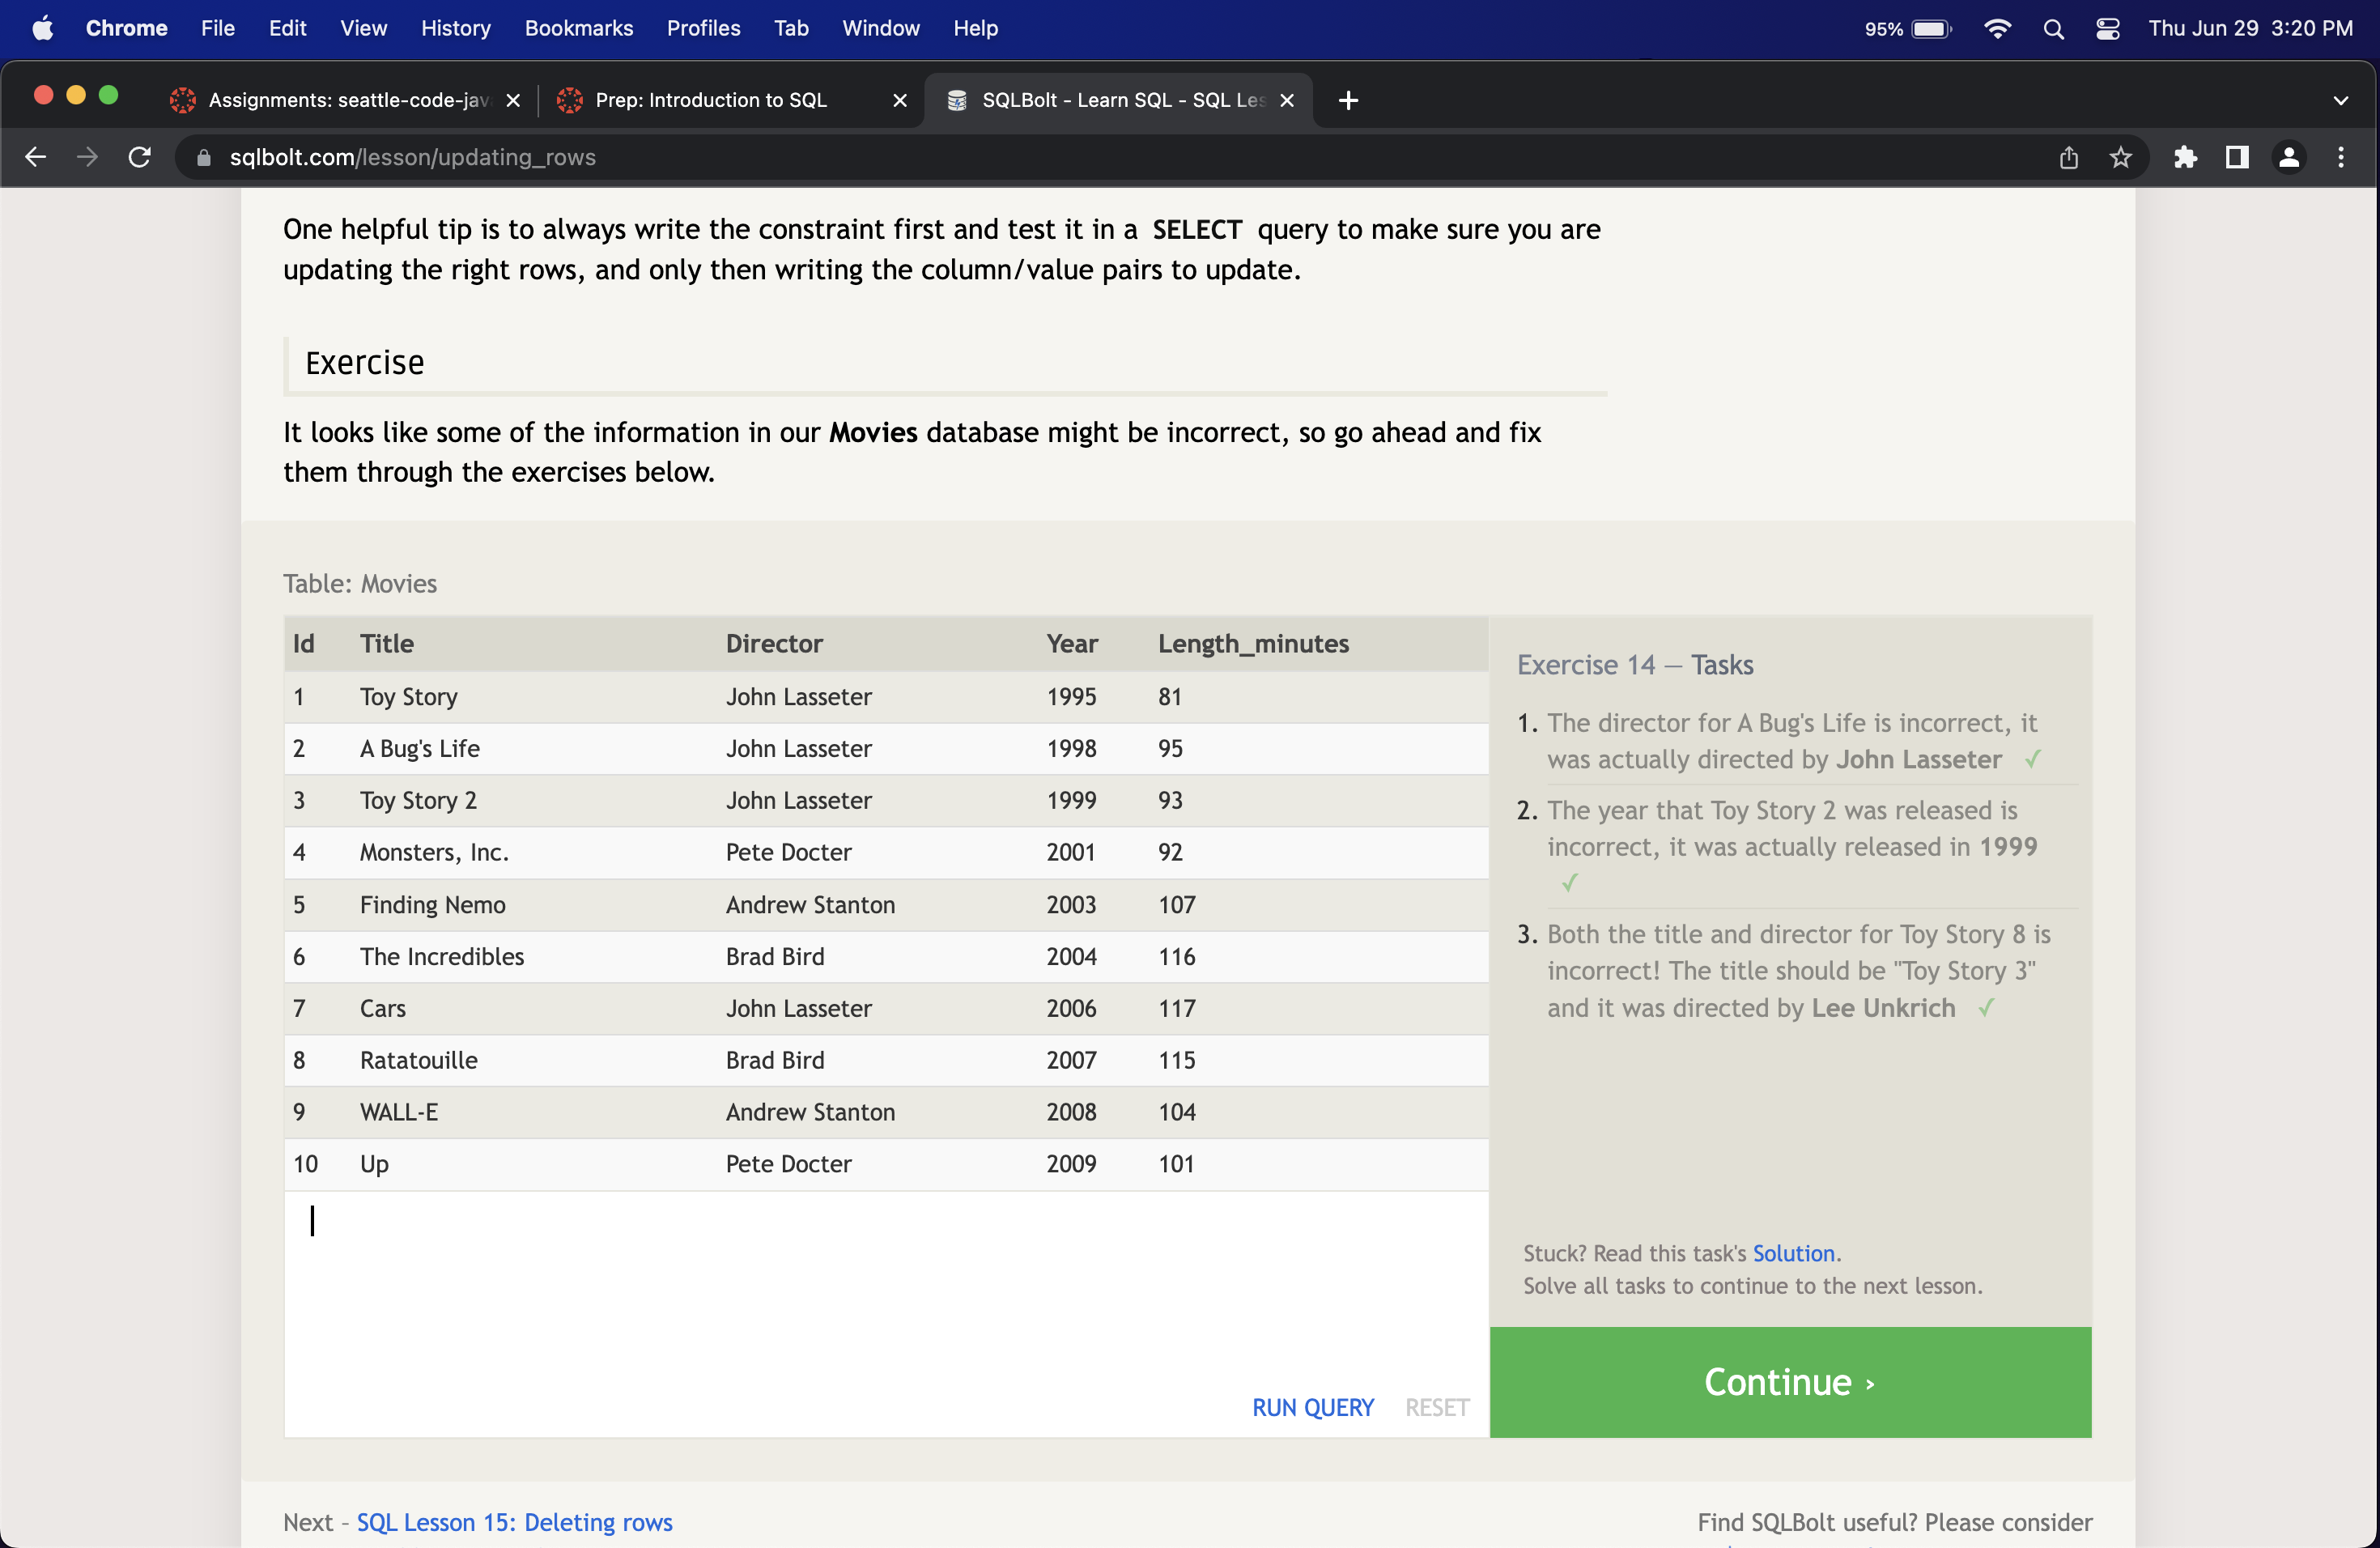 Chrome File Edit View History Bookmarks Profiles Tab Window Help 95% Thu Jun 29 3:20 PM
Assignments: seattle-code-jav Prep: Introduction to SQL SQLBolt - Learn SQL - SQL Les
sqlbolt.com/lesson/updating_rows
One helpful tip is to always write the constraint first and test it in a SELECT query to make sure you are
updating the right rows, and only then writing the column/value pairs to update.
Exercise
It looks like some of the information in our Movies database might be incorrect, so go ahead and fix
them through the exercises below.
Table: Movies
Id Title Director Year Length_minutes
1 Toy Story John Lasseter 1995 81
2 A Bug's Life John Lasseter 1998 95
3 Toy Story 2 John Lasseter 1999 93
4 Monsters, Inc. Pete Docter 2001 92
5 Finding Nemo Andrew Stanton 2003 107
6 The Incredibles Brad Bird 2004 116
7 Cars John Lasseter 2006 117
8 Ratatouille Brad Bird 2007 115
9 WALL-E Andrew Stanton 2008 104
10 Up Pete Docter 2009 101
RUN QUERY RESET
Exercise 14 — Tasks
1. The director for A Bug's Life is incorrect, it
was actually directed by John Lasseter ✓
2. The year that Toy Story 2 was released is
incorrect, it was actually released in 1999
✓
3. Both the title and director for Toy Story 8 is
incorrect! The title should be "Toy Story 3"
and it was directed by Lee Unkrich ✓
Stuck? Read this task's Solution.
Solve all tasks to continue to the next lesson.
Continue ›
Next – SQL Lesson 15: Deleting rows
Find SQLBolt useful? Please consider